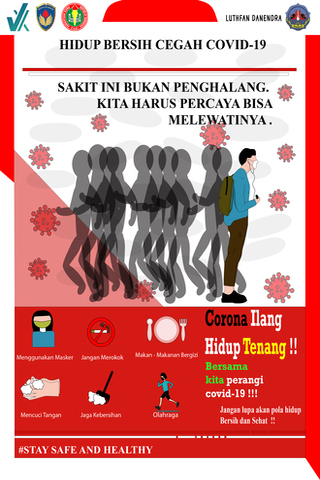 LUTHFAN DANENDRA
HIDUP BERSIH CEGAH COVID-19
SAKIT INI BUKAN PENGHALANG.
KITA HARUS PERCAYA BISA
MELEWATINYA .
Menggunakan Masker
Jangan Merokok
Makan - Makanan Bergizi
Mencuci Tangan
Jaga Kebersihan
Olahraga
Corona Ilang
Hidup Tenang !!
Bersama
kita perangi
covid-19 !!!
Jangan lupa akan pola hidup
Bersih dan Sehat !!
#STAY SAFE AND HEALTHY